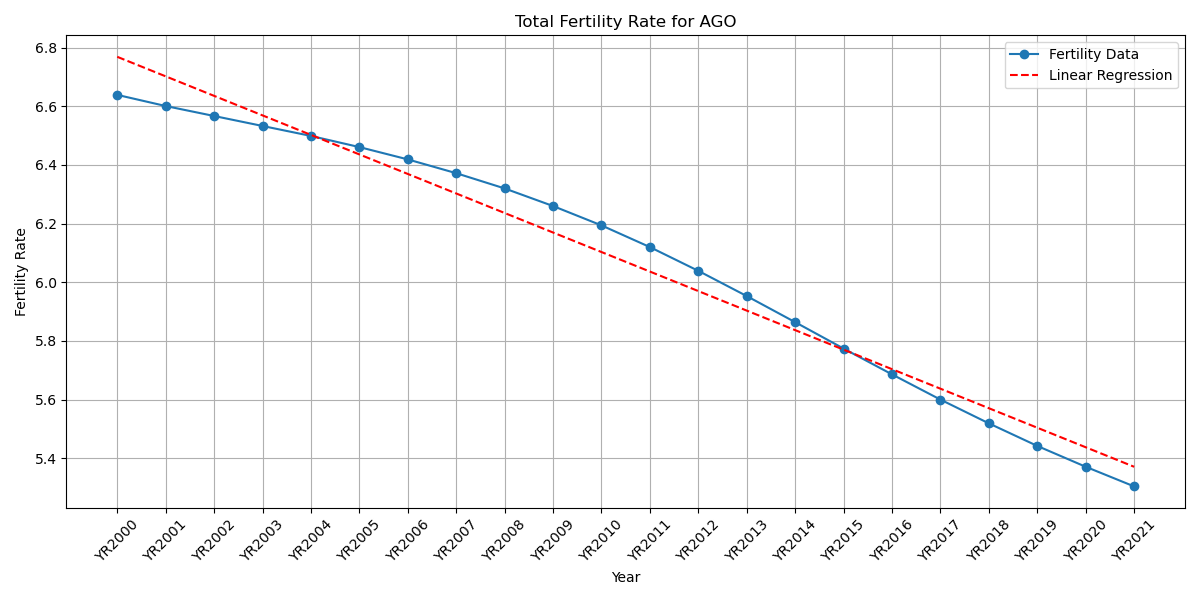 Total Fertility Rate for AGO
Fertility Data
Linear Regression
Fertility Rate
6.8
6.6
6.4
6.2
6.0
5.8
5.6
5.4
YR2000
YR2001
YR2002
YR2003
YR2004
YR2005
YR2006
YR2007
YR2008
YR2009
YR2010
YR2011
YR2012
YR2013
YR2014
YR2015
YR2016
YR2017
YR2018
YR2019
YR2020
YR2021
Year